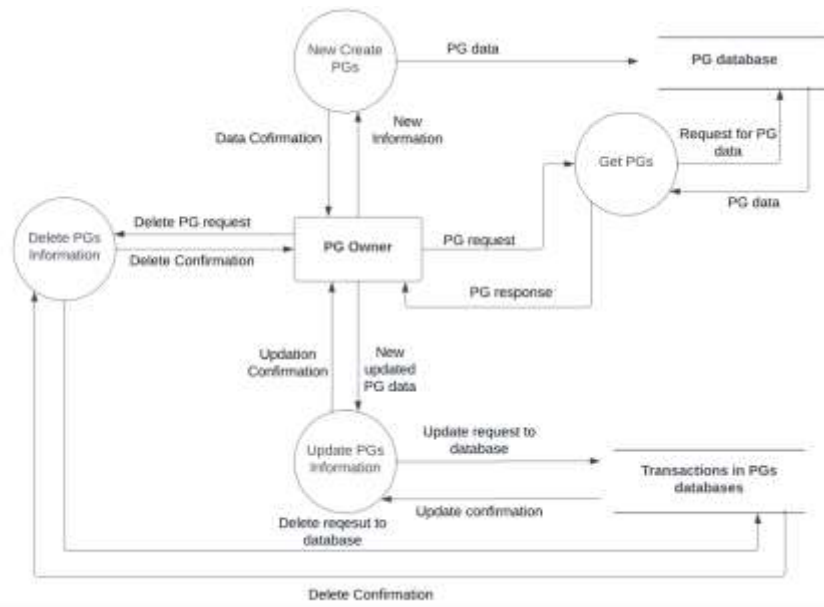 New Create
PGs
PG data
PG database
Data Cofirmation
New
Information
Request for PG
data
Get PGs
PG data
Delete PG request
Delete PGs
Information
Delete Confirmation
PG Owner
PG request
PG response
Updation
Confirmation
New
updated
PG data
Update PGs
Information
Update request to
database
Transactions in PGs
databases
Update confirmation
Delete reqesut to
database
Delete Confirmation